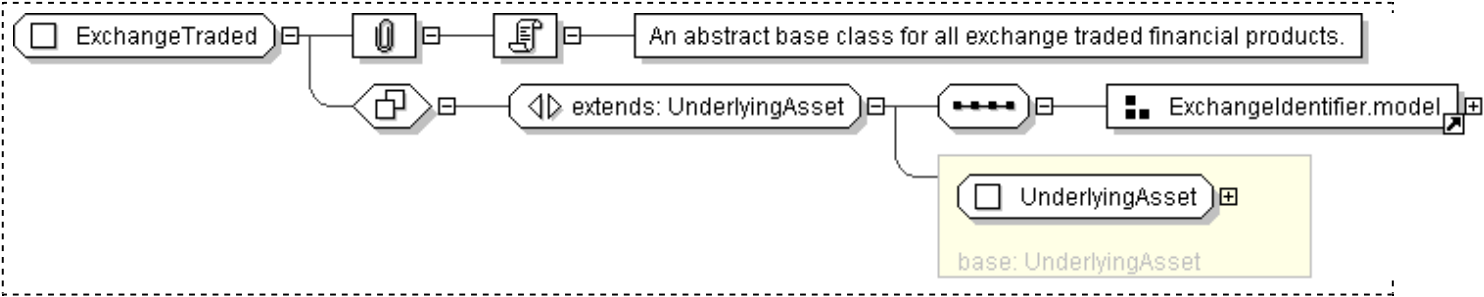 ExchangeTraded
An abstract base class for all exchange traded financial products.
extends: UnderlyingAsset
ExchangeIdentifier.model
UnderlyingAsset
base: UnderlyingAsset